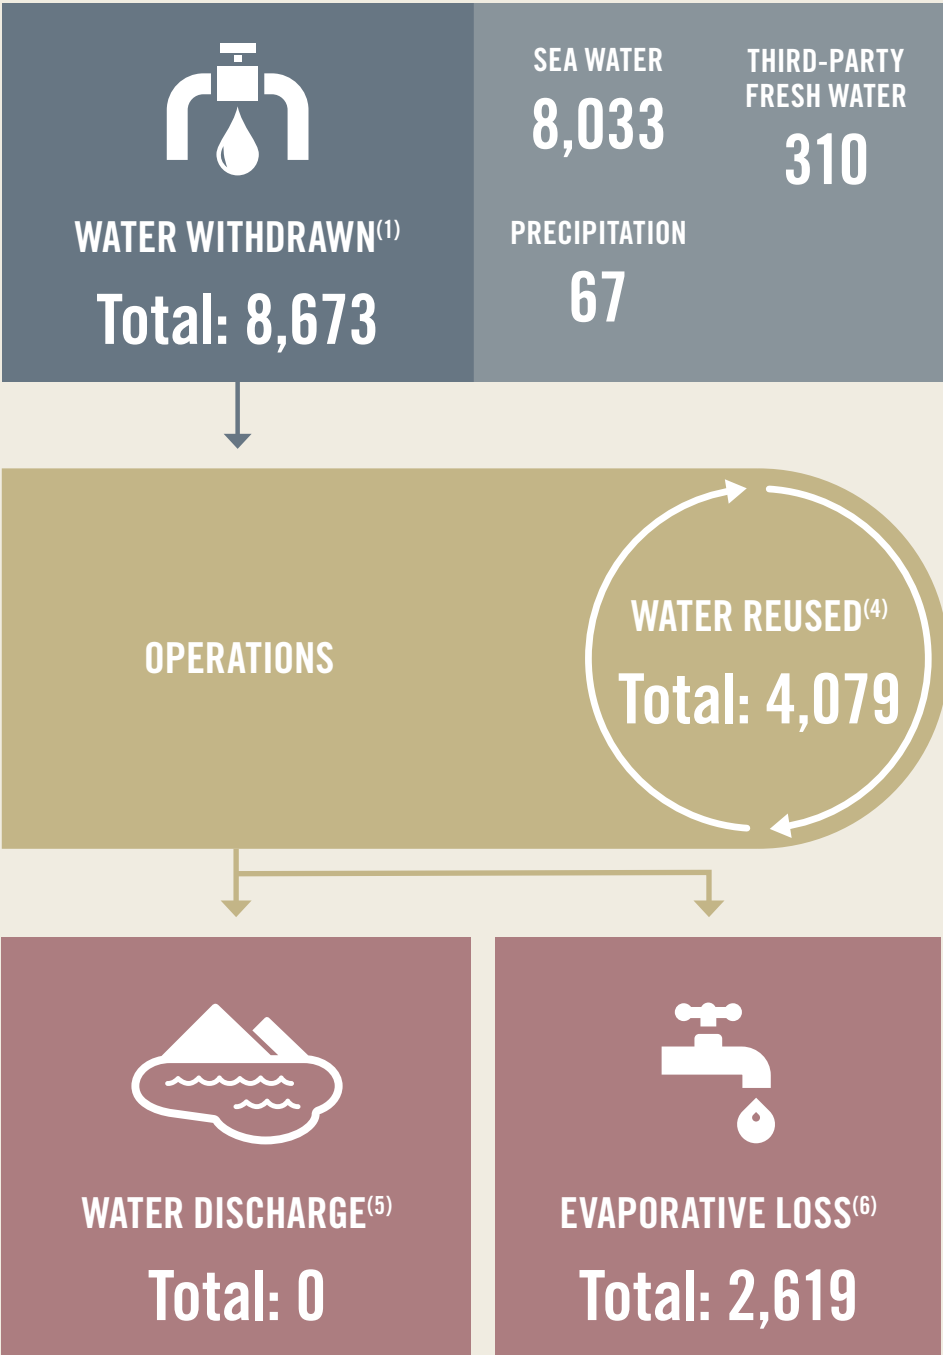 WATER WITHDRAWN(1)
Total: 8,673
SEA WATER
8,033
THIRD-PARTY
FRESH WATER
310
PRECIPITATION
67
OPERATIONS
WATER REUSED(4)
Total: 4,079
WATER DISCHARGE(5)
Total: 0
EVAPORATIVE LOSS(6)
Total: 2,619